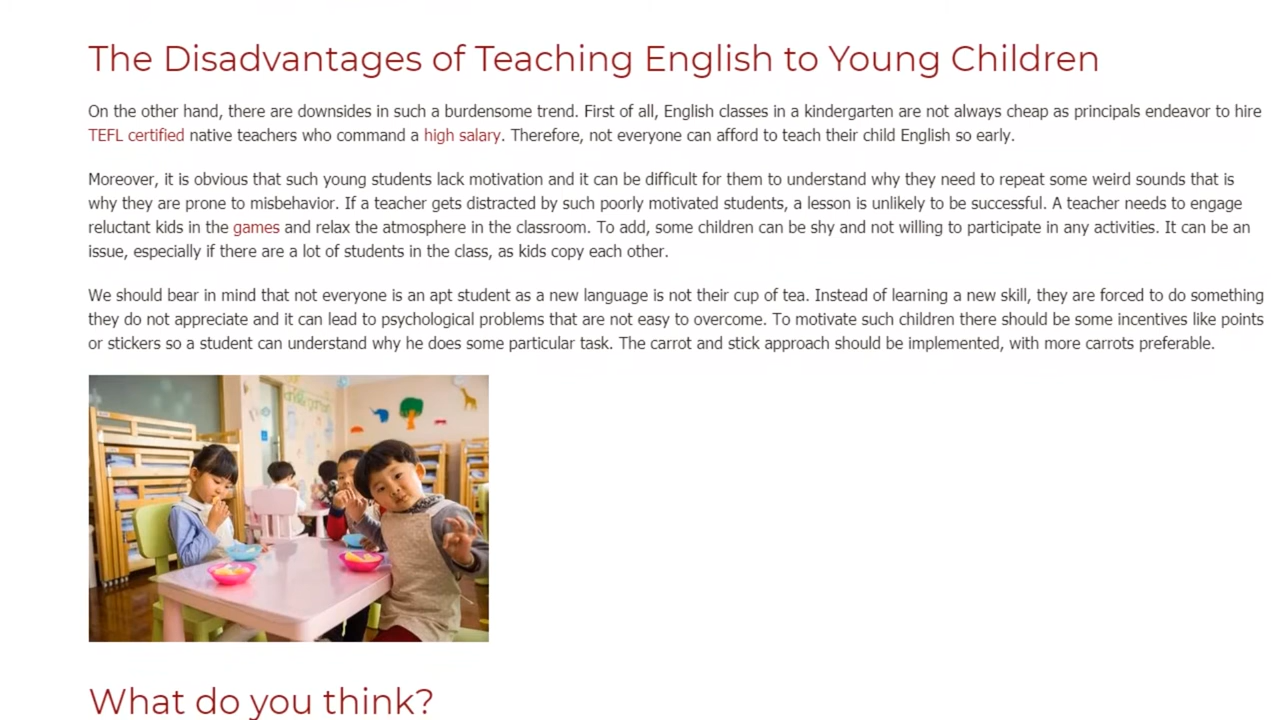 The Disadvantages of Teaching English to Young Children
On the other hand, there are downsides in such a burdensome trend. First of all, English classes in a kindergarten are not always cheap as principals endeavor to hire
TEFL certified native teachers who command a high salary. Therefore, not everyone can afford to teach their child English so early.
Moreover, it is obvious that such young students lack motivation and it can be difficult for them to understand why they need to repeat some weird sounds that is
why they are prone to misbehavior. If a teacher gets distracted by such poorly motivated students, a lesson is unlikely to be successful. A teacher needs to engage
reluctant kids in the games and relax the atmosphere in the classroom. To add, some children can be shy and not willing to participate in any activities. It can be an
issue, especially if there are a lot of students in the class, as kids copy each other.
We should bear in mind that not everyone is an apt student as a new language is not their cup of tea. Instead of learning a new skill, they are forced to do something
they do not appreciate and it can lead to psychological problems that are not easy to overcome. To motivate such children there should be some incentives like points
or stickers so a student can understand why he does some particular task. The carrot and stick approach should be implemented, with more carrots preferable.
What do you think?